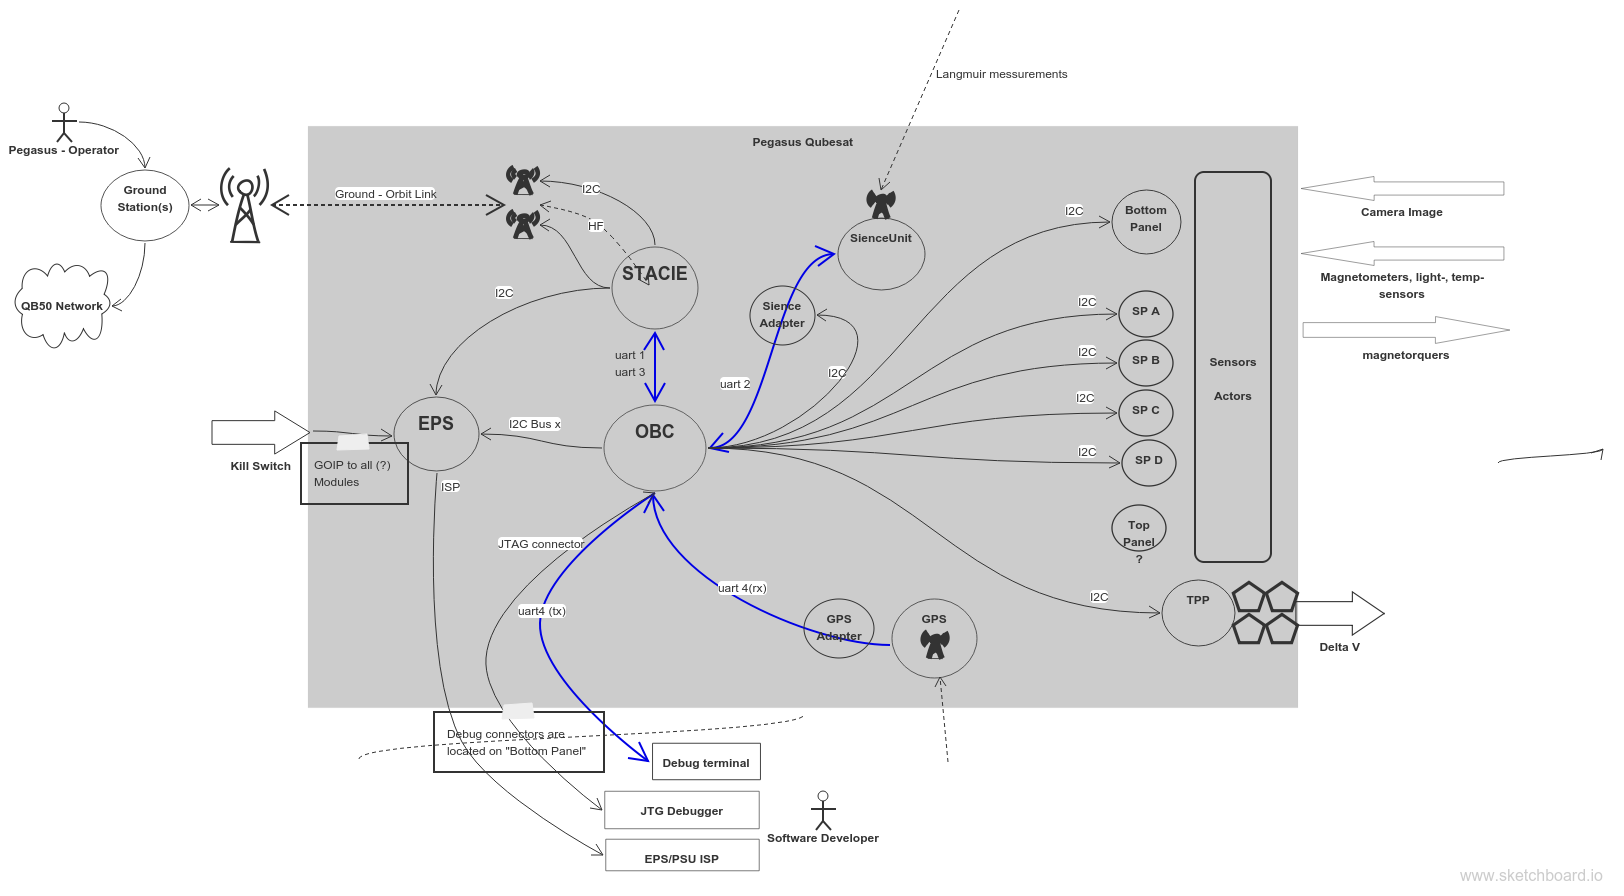 Langmuir messurements
Pegasus Qubesat
Pegasus - Operator
Ground
Station(s)
Ground - Orbit Link
QB50 Network
I2C
HF
I2C
STACIE
uart 1
uart 3
SienceUnit
Sience
Adapter
uart 2
I2C
I2C
Bottom
Panel
I2C
SP A
I2C
SP B
I2C
SP C
I2C
SP D
Top
Panel
?
Sensors
Actors
Camera Image
Magnetometers, light-, temp-
sensors
magnetorquers
Kill Switch
GOIP to all (?)
Modules
EPS
I2C Bus x
OBC
ISP
JTAG connector
uart4 (tx)
uart 4(rx)
GPS
Adapter
GPS
I2C
TPP
Delta V
Debug connectors are
located on "Bottom Panel"
Debug terminal
JTG Debugger
EPS/PSU ISP
Software Developer
www.sketchboard.io